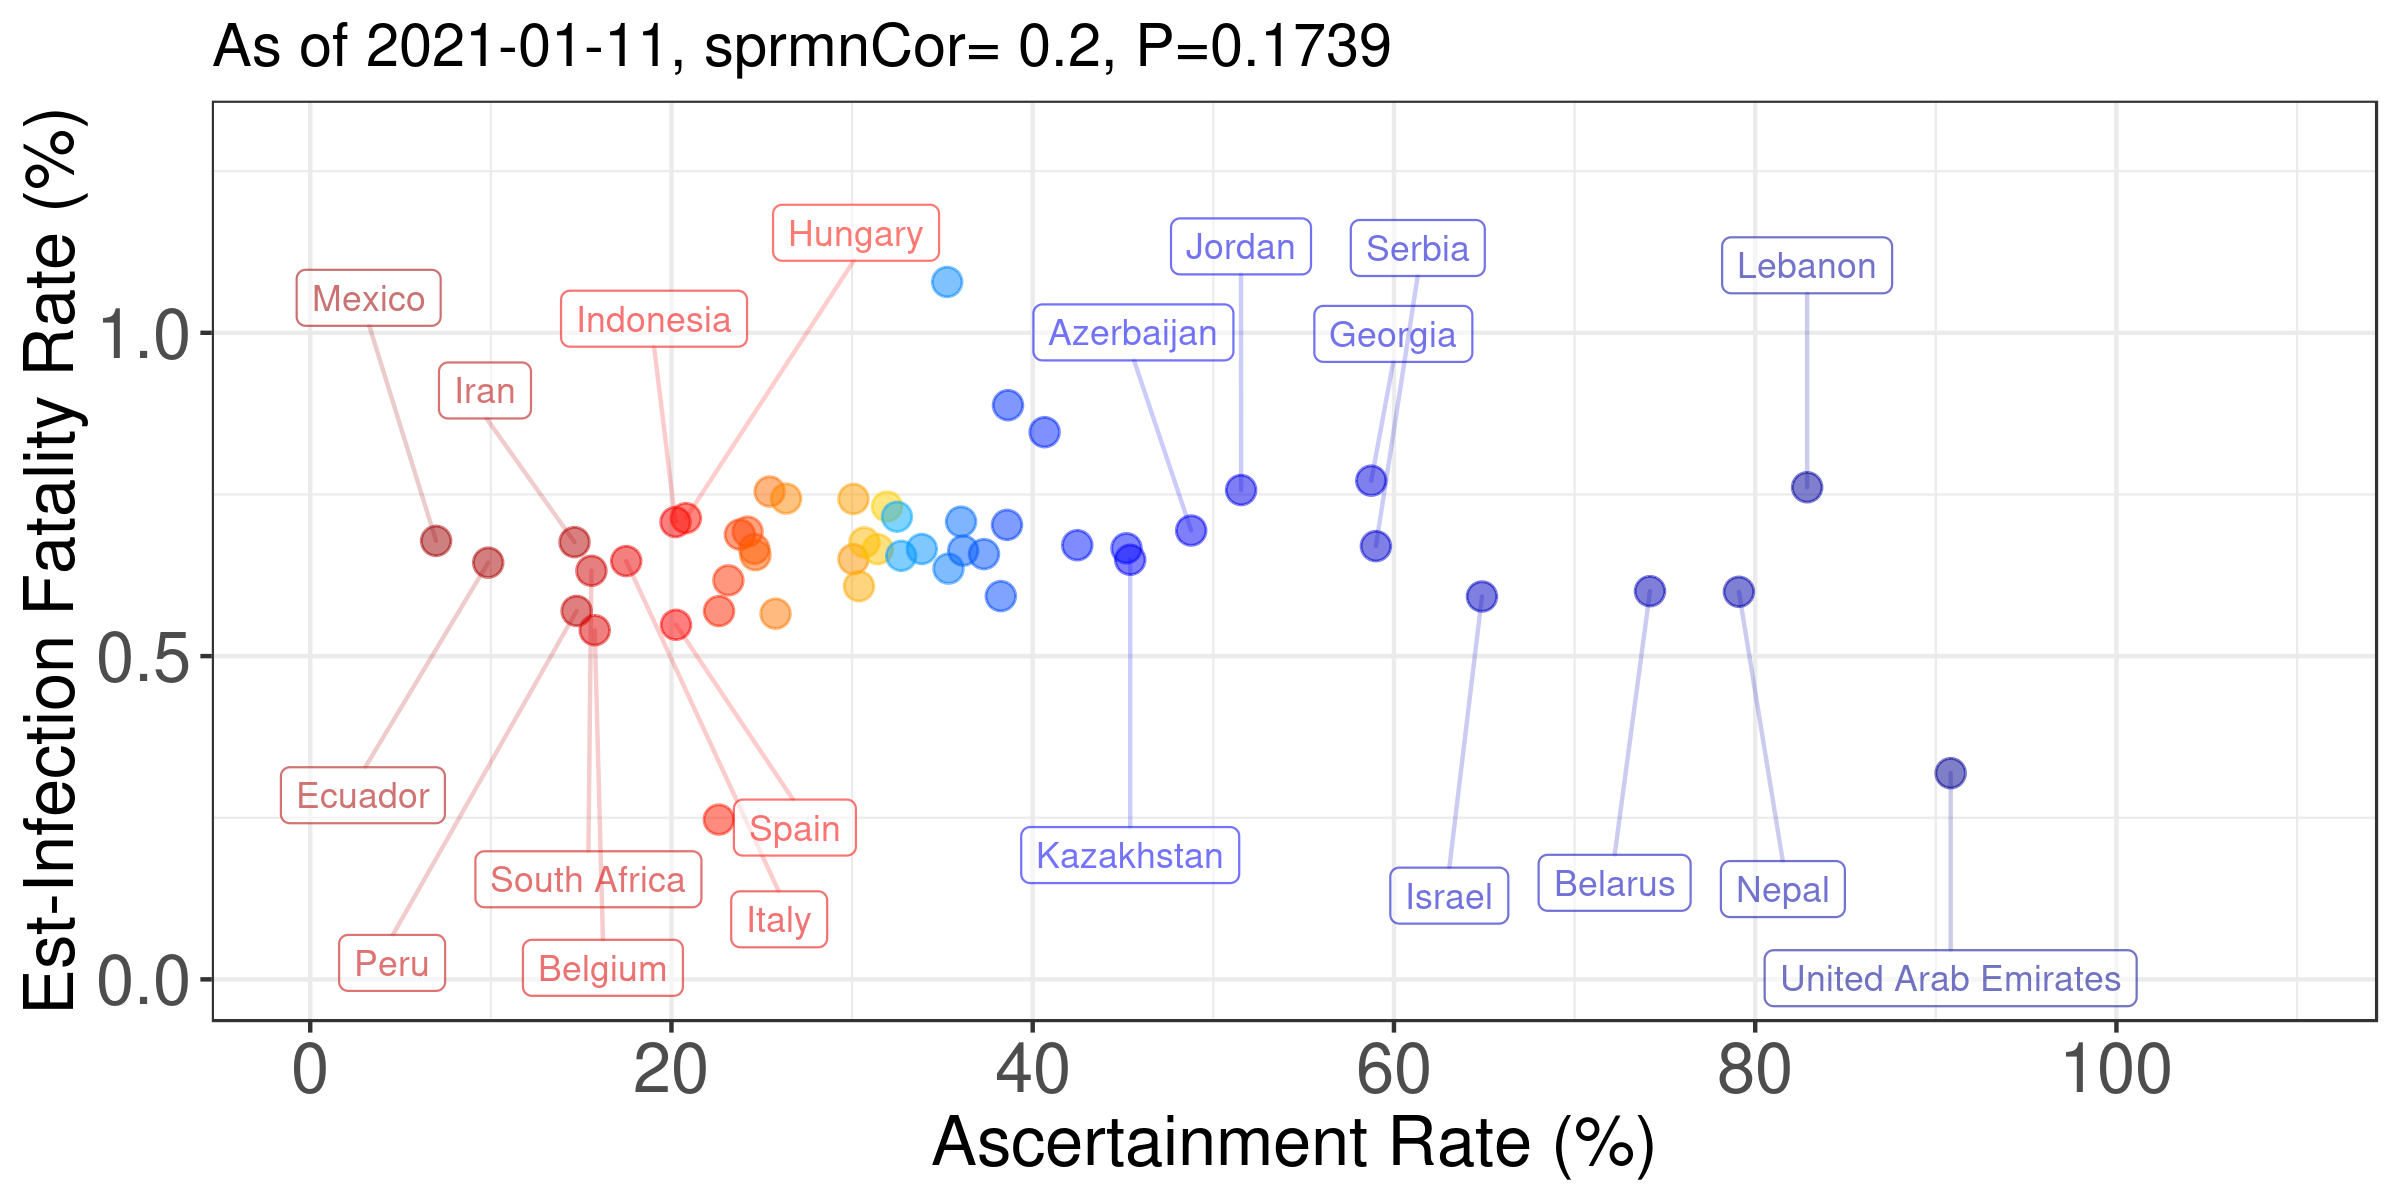 As of 2021-01-11, sprmnCor= 0.2, P=0.1739
Est-Infection Fatality Rate (%)
1.0
0.5
0.0
Hungary
Jordan
Serbia
Lebanon
Mexico
Indonesia
Azerbaijan
Georgia
Iran
Ecuador
Spain
Kazakhstan
South Africa
Israel
Belarus
Nepal
Italy
Peru
Belgium
United Arab Emirates
0 20 40 60 80 100
Ascertainment Rate (%)